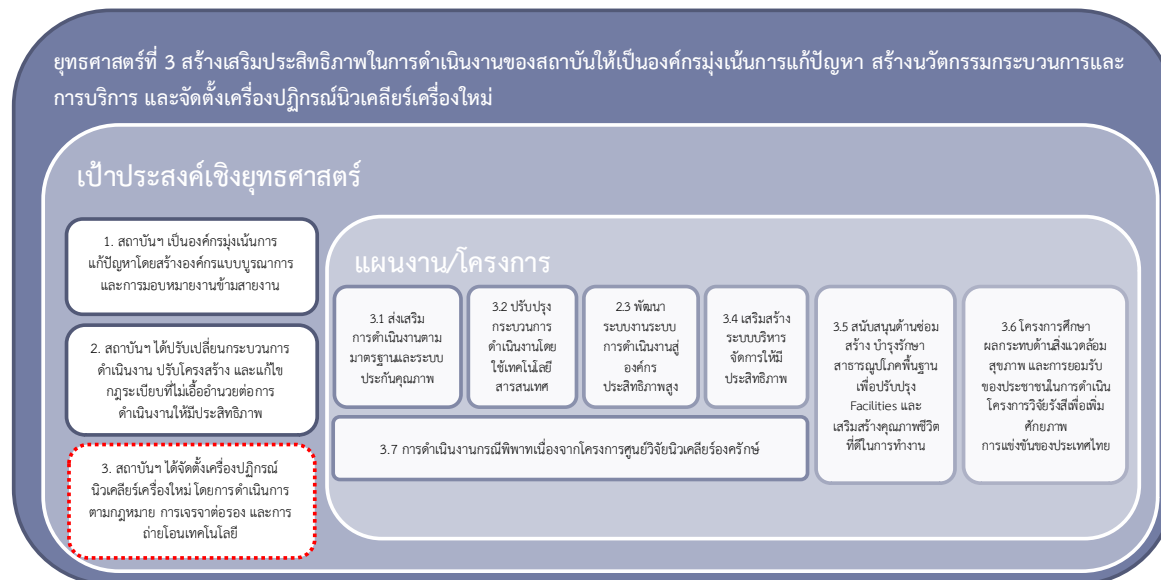 ยุทธศาสตร์ที่ 3 สร้างเสริมประสิทธิภาพในการดำเนินงานของสถาบันให้เป็นองค์กรมุ่งเน้นการแก้ปัญหา สร้างนวัตกรรมกระบวนการและ
การบริการ และจัดตั้งเครื่องปฏิกรณ์นิวเคลียร์เครื่องใหม่
เป้าประสงค์เชิงยุทธศาสตร์
1. สถาบันฯ เป็นองค์กรมุ่งเน้นการ
แก้ปัญหาโดยสร้างองค์กรแบบบูรณาการ
และการมอบหมายงานข้ามสายงาน
2. สถาบันฯ ได้ปรับเปลี่ยนกระบวนการ
ดำเนินงาน ปรับโครงสร้าง และแก้ไข
กฎระเบียบที่ไม่เอื้ออำนวยต่อการ
ดำเนินงานให้มีประสิทธิภาพ
3. สถาบันฯ ได้จัดตั้งเครื่องปฏิกรณ์
นิวเคลียร์เครื่องใหม่ โดยการดำเนินการ
ตามกฎหมาย การเจรจาต่อรอง และการ
ถ่ายโอนเทคโนโลยี
แผนงาน/โครงการ
3.1 ส่งเสริม
การดำเนินงานตาม
มาตรฐานและระบบ
ประกันคุณภาพ
3.2 ปรับปรุง
กระบวนการ
ดำเนินงานโดย
ใช้เทคโนโลยี
สารสนเทศ
2.3 พัฒนา
ระบบงานระบบ
การดำเนินงานสู่
องค์กร
ประสิทธิภาพสูง
3.4 เสริมสร้าง
ระบบบริหาร
จัดการให้มี
ประสิทธิภาพ
3.5 สนับสนุนด้านซ่อม
สร้าง บำรุงรักษา
สาธารณูปโภคพื้นฐาน
เพื่อปรับปรุง
Facilities และ
เสริมสร้างคุณภาพชีวิต
ที่ดีในการทำงาน
3.6 โครงการศึกษา
ผลกระทบด้านสิ่งแวดล้อม
สุขภาพ และการยอมรับ
ของประชาชนในการดำเนิน
โครงการวิจัยรังสีเพื่อเพิ่ม
ศักยภาพ
การแข่งขันของประเทศไทย
3.7 การดำเนินงานกรณีพิพาทเนื่องจากโครงการศูนย์วิจัยนิวเคลียร์องครักษ์